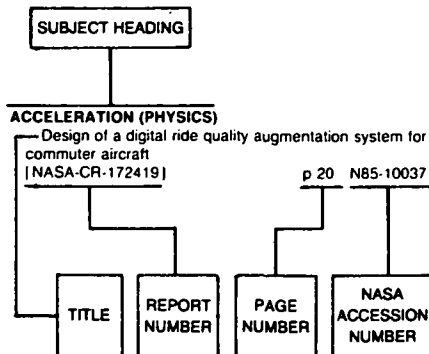 SUBJECT HEADING
ACCELERATION (PHYSICS)
Design of a digital ride quality augmentation system for
commuter aircraft
[NASA-CR-172419] p 20 N85-10037
TITLE
REPORT
NUMBER
PAGE
NUMBER
NASA
ACCESSION
NUMBER